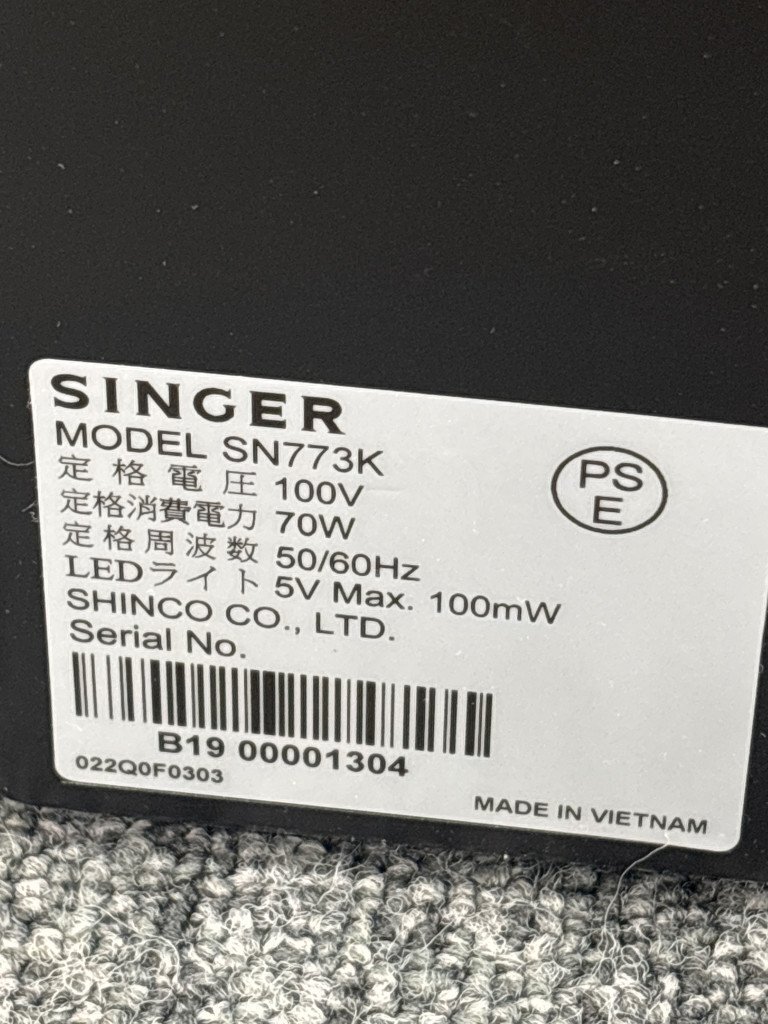 SINGER
MODEL SN773K
定格電圧 100V
定格消費電力 70W
定格周波数 50/60Hz
LEDライト 5V Max. 100mW
SHINCO CO., LTD.
Serial No.
B19 00001304
022Q0F0303
PS
E
MADE IN VIETNAM